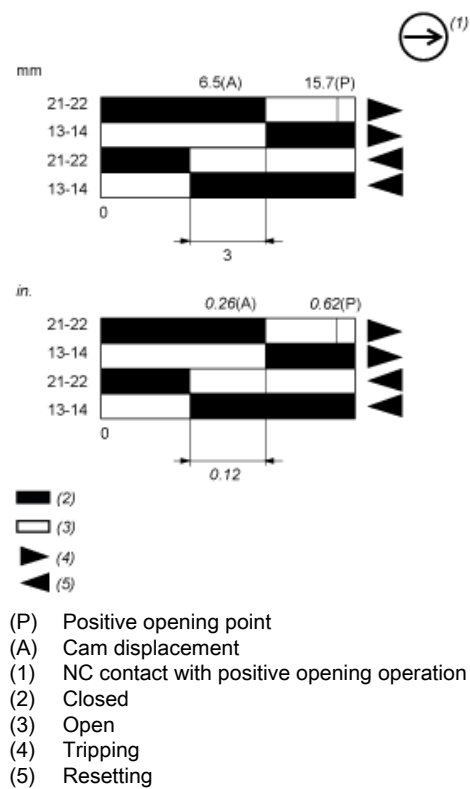 (1)
mm
6.5(A) 15.7(P)
21-22
13-14
21-22
13-14
0
3
in.
0.26(A) 0.62(P)
21-22
13-14
21-22
13-14
0
0.12
(2)
(3)
(4)
(5)
(P) Positive opening point
(A) Cam displacement
(1) NC contact with positive opening operation
(2) Closed
(3) Open
(4) Tripping
(5) Resetting